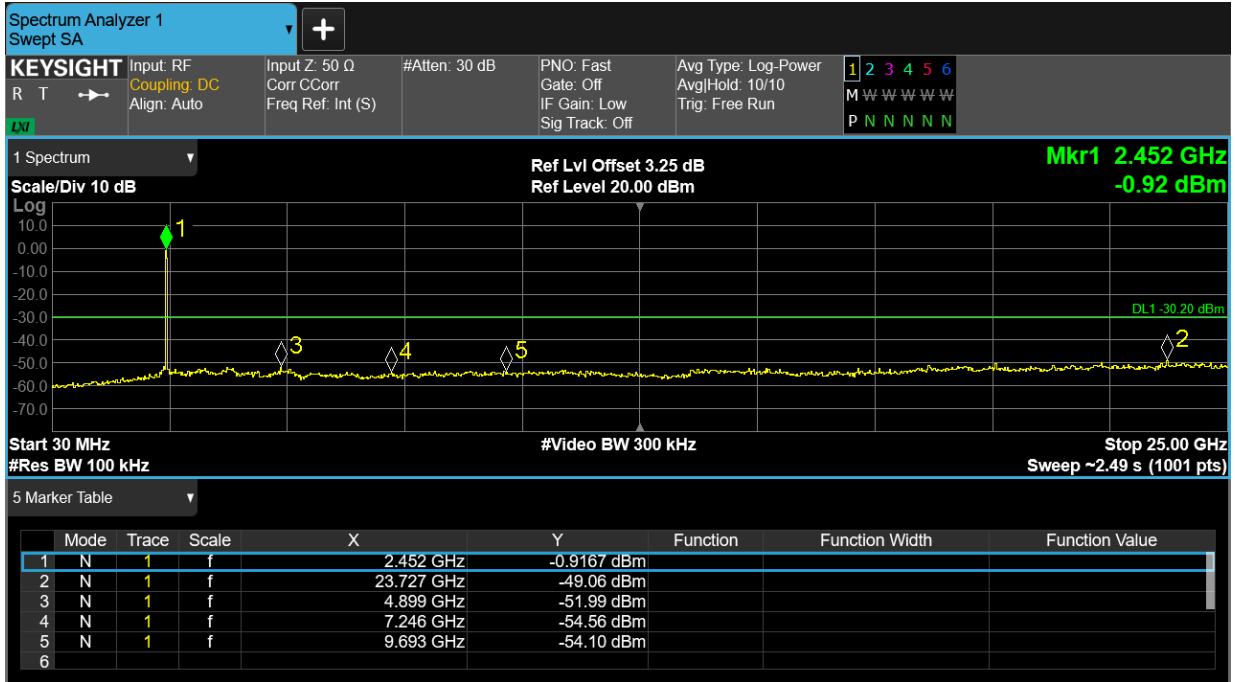 Spectrum Analyzer 1
Swept SA
+
KEYSIGHT Input: RF Input Z: 50 Ω #Atten: 30 dB PNO: Fast Avg Type: Log-Power 1 2 3 4 5 6
R T Coupling: DC Corr CCorr Gate: Off Avg|Hold: 10/10 M W W W W W W
Align: Auto Freq Ref: Int (S) IF Gain: Low Trig: Free Run
LXI Sig Track: Off P N N N N N N
1 Spectrum Ref Lvl Offset 3.25 dB Mkr1 2.452 GHz
Scale/Div 10 dB Ref Level 20.00 dBm -0.92 dBm
Log
10.0 1
0.00
-10.0
-20.0
DL1 -30.20 dBm
-30.0
-40.0 3 4 5 2
-50.0
-60.0
-70.0
Start 30 MHz #Video BW 300 kHz Stop 25.00 GHz
#Res BW 100 kHz Sweep ~2.49 s (1001 pts)
5 Marker Table
Mode Trace Scale X Y Function Function Width Function Value
1 N 1 f 2.452 GHz -0.9167 dBm
2 N 1 f 23.727 GHz -49.06 dBm
3 N 1 f 4.899 GHz -51.99 dBm
4 N 1 f 7.246 GHz -54.56 dBm
5 N 1 f 9.693 GHz -54.10 dBm
6